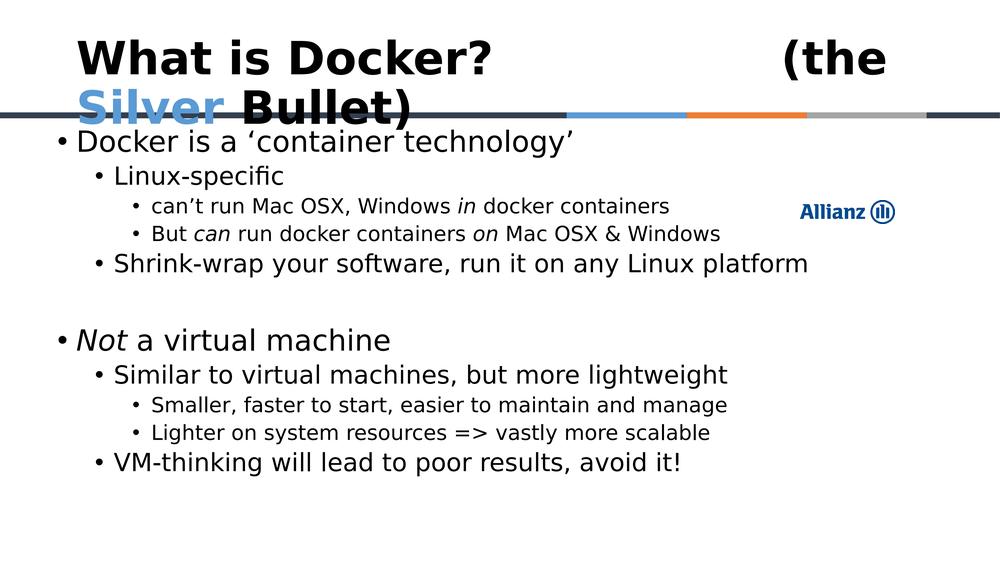 What is Docker? (the
Silver Bullet)
• Docker is a ‘container technology’
• Linux-specific
• can’t run Mac OSX, Windows in docker containers
Allianz
• But can run docker containers on Mac OSX & Windows
• Shrink-wrap your software, run it on any Linux platform
• Not a virtual machine
• Similar to virtual machines, but more lightweight
• Smaller, faster to start, easier to maintain and manage
• Lighter on system resources => vastly more scalable
• VM-thinking will lead to poor results, avoid it!